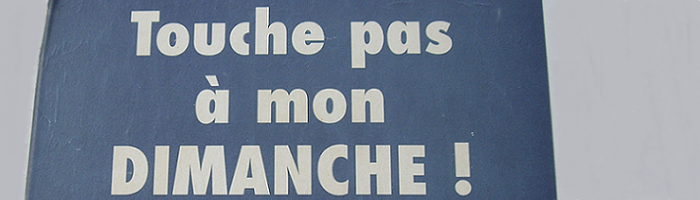 Touche pas
à mon
DIMANCHE !